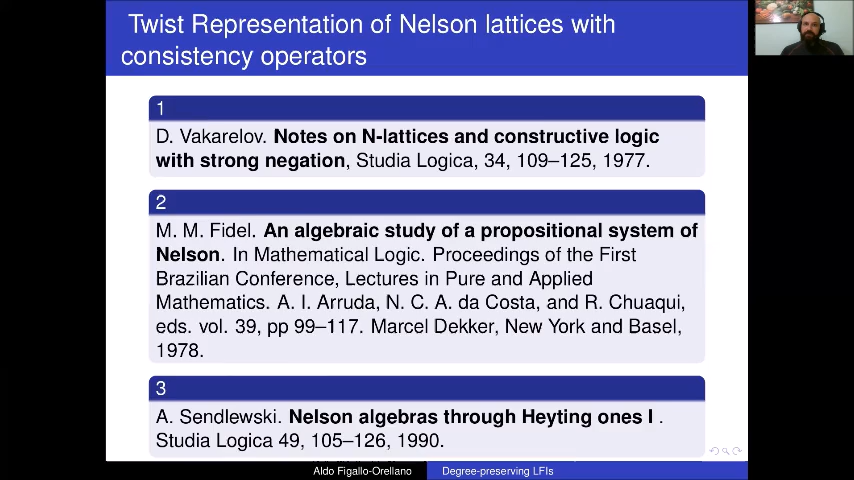 Twist Representation of Nelson lattices with
consistency operators
1
D. Vakarelov. Notes on N-lattices and constructive logic
with strong negation, Studia Logica, 34, 109–125, 1977.
2
M. M. Fidel. An algebraic study of a propositional system of
Nelson. In Mathematical Logic. Proceedings of the First
Brazilian Conference, Lectures in Pure and Applied
Mathematics. A. I. Arruda, N. C. A. da Costa, and R. Chuaqui,
eds. vol. 39, pp 99–117. Marcel Dekker, New York and Basel,
1978.
3
A. Sendlewski. Nelson algebras through Heyting ones I .
Studia Logica 49, 105–126, 1990.
Aldo Figallo-Orellano
Degree-preserving LFIs